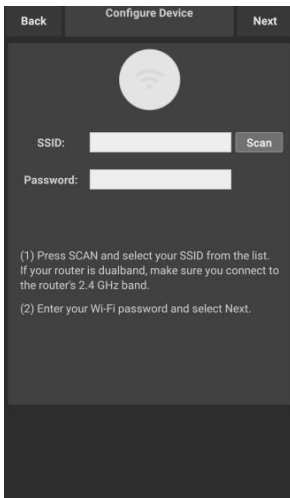 Back
Configure Device
Next
SSID:
Scan
Password:
(1) Press SCAN and select your SSID from the list.
If your router is dualband, make sure you connect to
the router's 2.4 GHz band.
(2) Enter your Wi-Fi password and select Next.